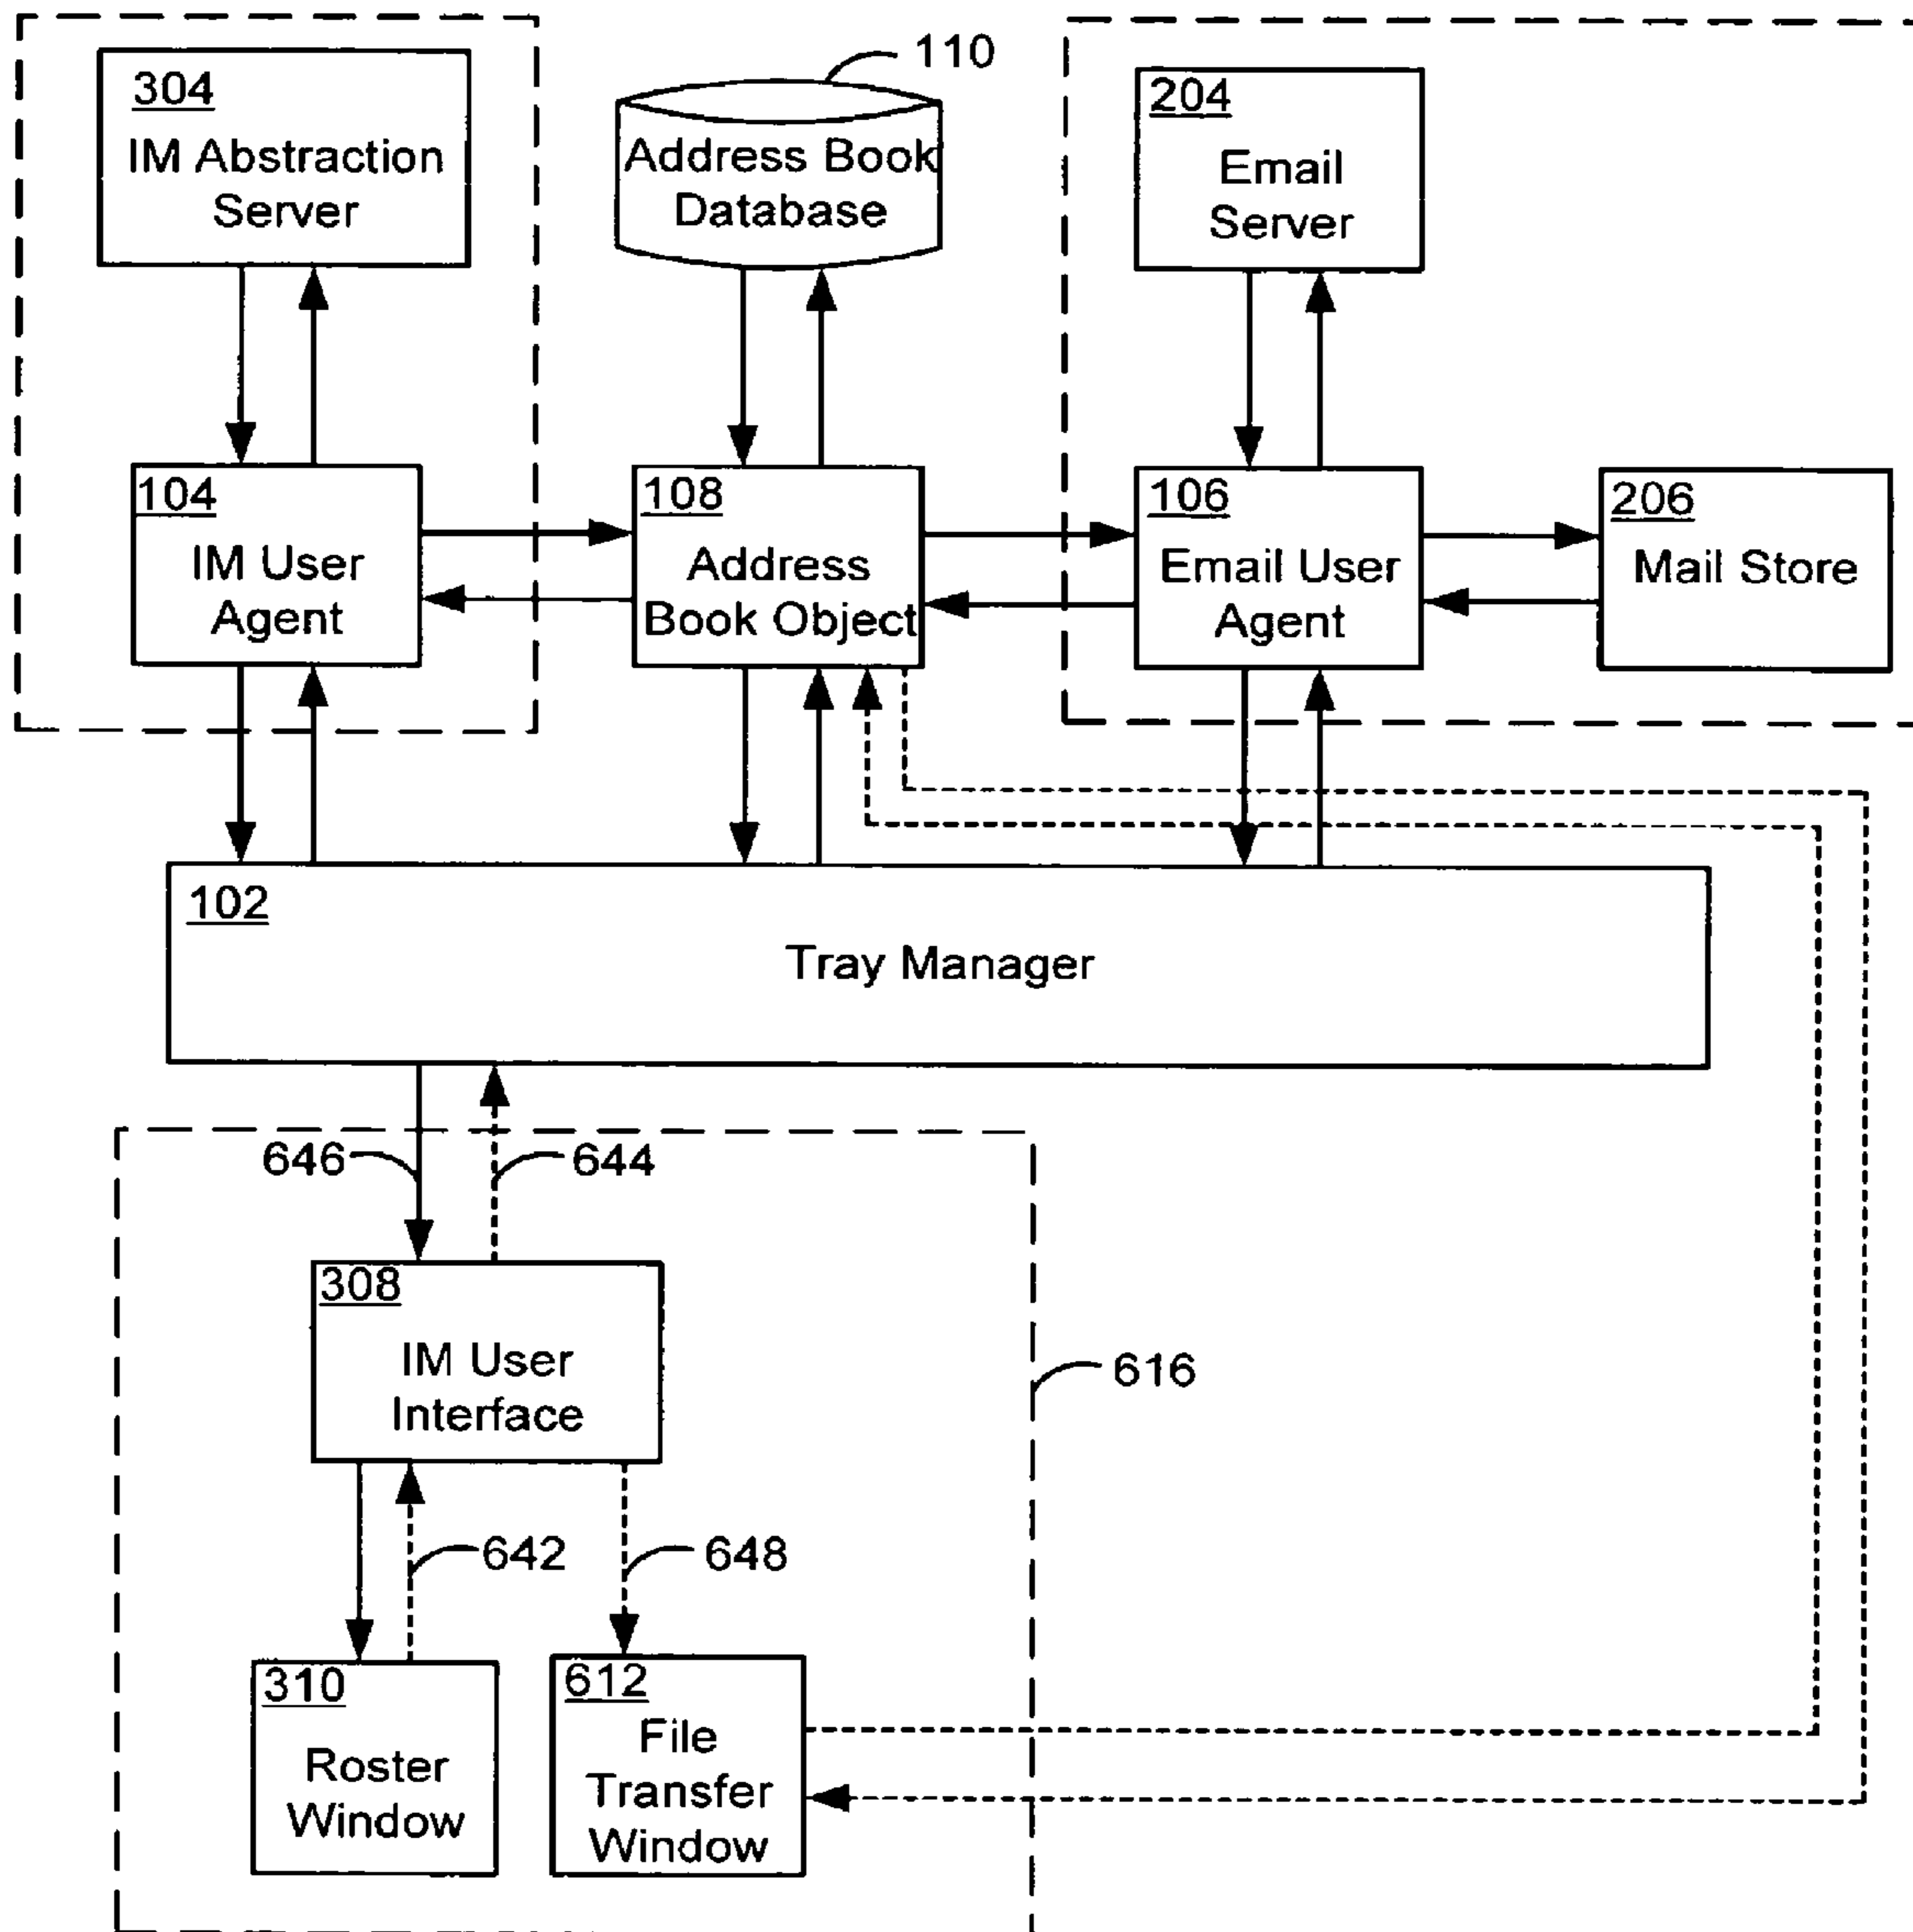 110
304
IM Abstraction
Server
Address Book
Database
204
Email
Server
104
IM User
Agent
108
Address
Book Object
106
Email User
Agent
206
Mail Store
102
Tray Manager
646
644
308
IM User
Interface
616
642
648
310
Roster
Window
612
File
Transfer
Window